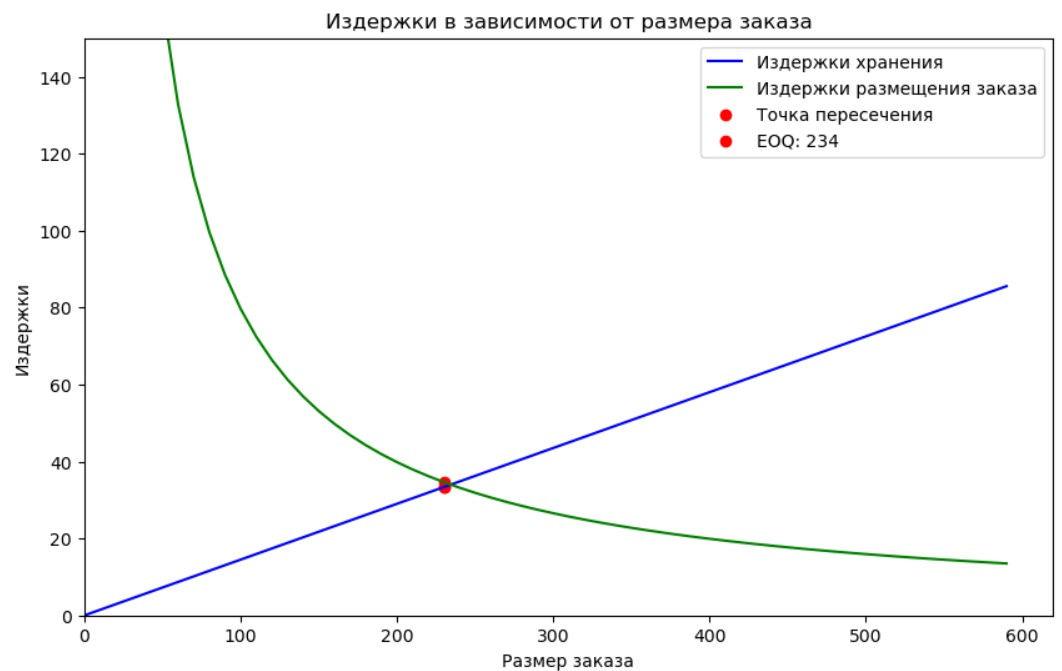 Издержки в зависимости от размера заказа
Издержки хранения
Издержки размещения заказа
Точка пересечения
EOQ: 234
Издержки
140
120
100
80
60
40
20
0
0 100 200 300 400 500 600
Размер заказа